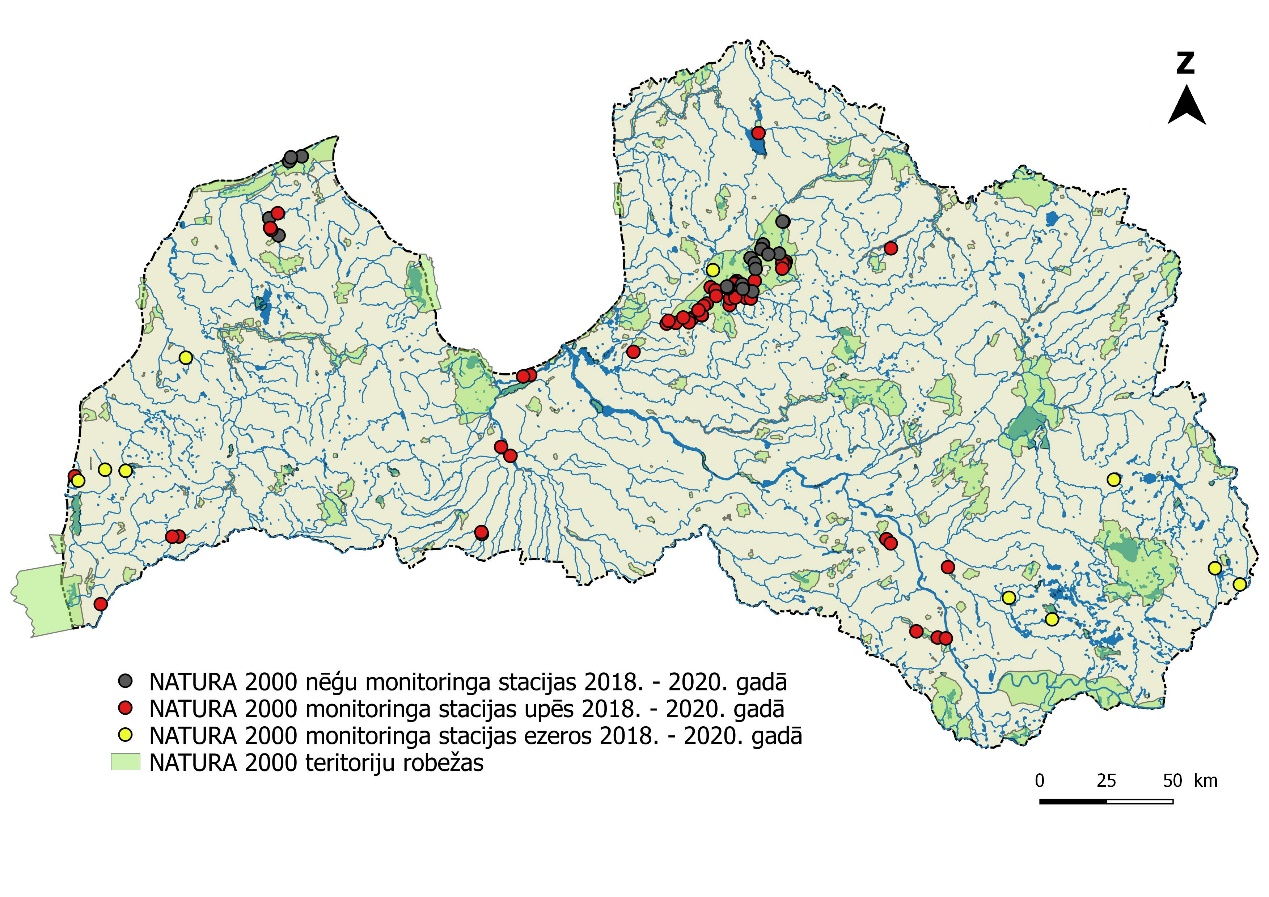 Z
NATURA 2000 nēģu monitoringa stacijas 2018. - 2020. gadā
NATURA 2000 monitoringa stacijas upēs 2018. - 2020. gadā
NATURA 2000 monitoringa stacijas ezeros 2018. - 2020. gadā
NATURA 2000 teritoriju robežas
0 25 50 km